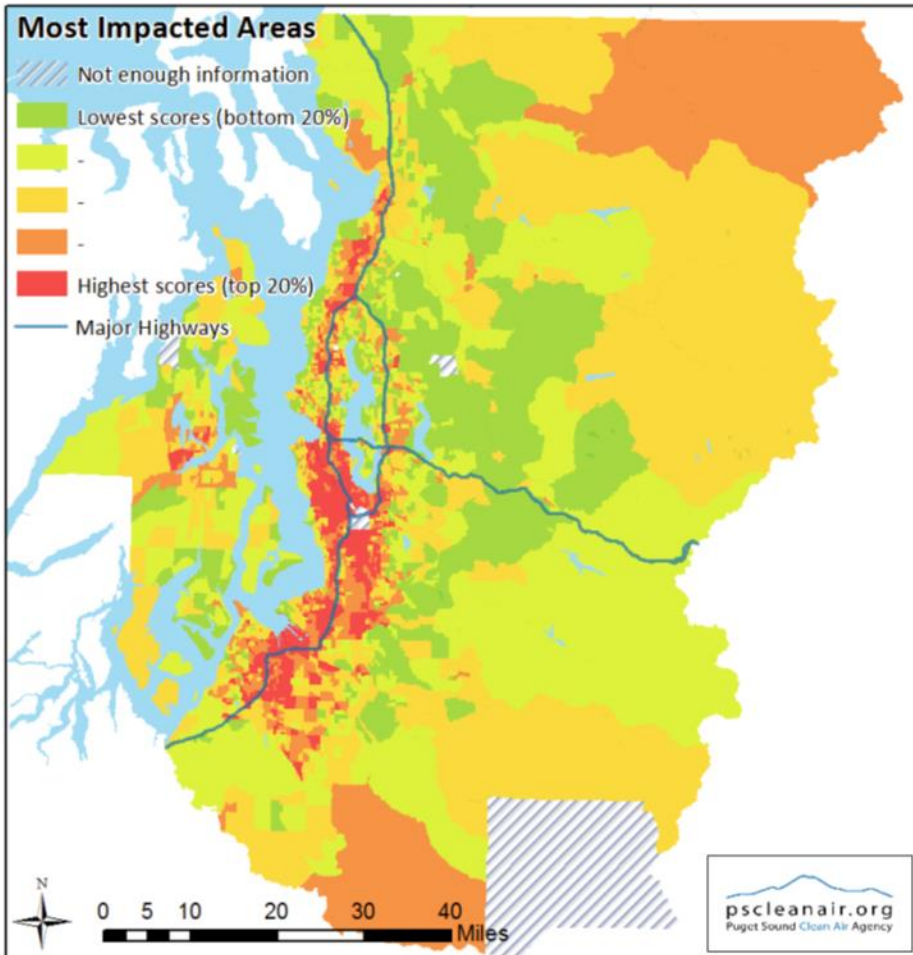 Most Impacted Areas
Not enough information
Lowest scores (bottom 20%)
-
-
-
Highest scores (top 20%)
Major Highways
N
0 5 10 20 30 40
Miles
pscleanair.org
Puget Sound Clean Air Agency